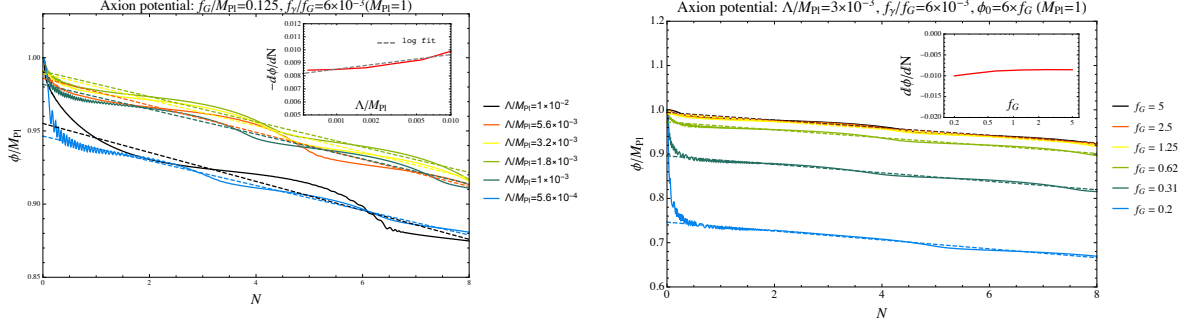 Axion potential: f_G/M_Pl=0.125, f_γ/f_G=6×10⁻³(M_Pl=1)
1.00
0.95
0.90
0.85
ϕ/M_Pl
0
2
4
6
8
N
0.015
0.013
0.011
0.009
0.007
0.005
−dϕ/dN
log fit
0.001
0.002
0.005
0.010
Λ/M_Pl
Λ/M_Pl=1×10⁻²
Λ/M_Pl=5.6×10⁻³
Λ/M_Pl=3.2×10⁻³
Λ/M_Pl=1.8×10⁻³
Λ/M_Pl=1×10⁻³
Λ/M_Pl=5.6×10⁻⁴
Axion potential: Λ/M_Pl=3×10⁻³, f_γ/f_G=6×10⁻³, ϕ₀=6×f_G (M_Pl=1)
1.2
1.1
1.0
0.9
0.8
0.7
0.6
ϕ/M_Pl
0
2
4
6
8
N
0.000
−0.005
−0.010
−0.015
−0.020
dϕ/dN
0.2
0.5
1
2
5
f_G
f_G = 5
f_G = 2.5
f_G = 1.25
f_G = 0.62
f_G = 0.31
f_G = 0.2